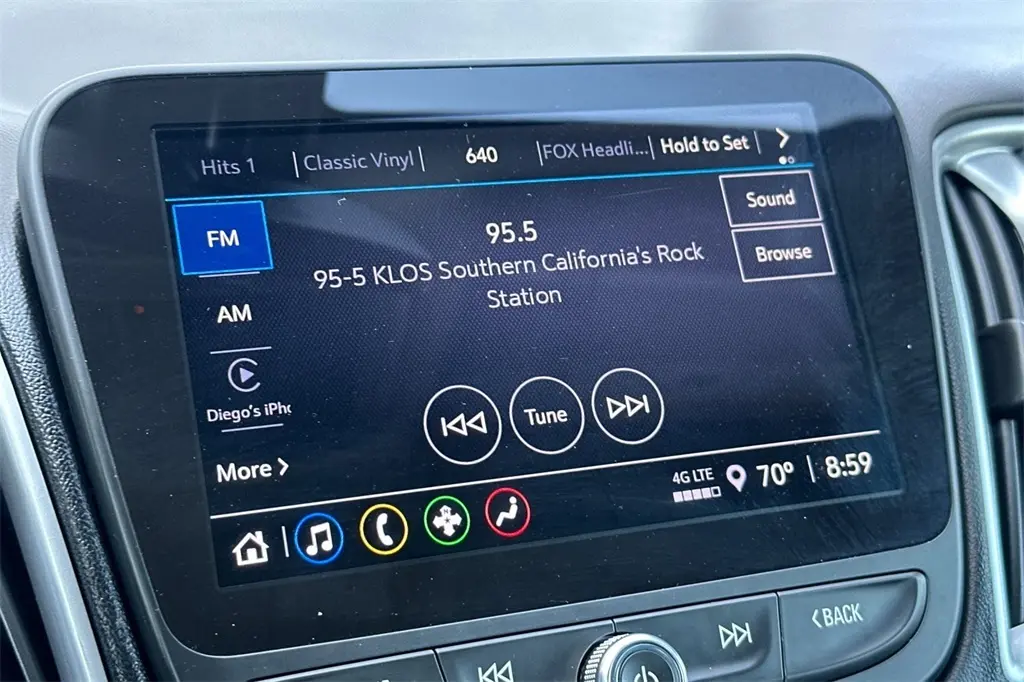 Hits 1 Classic Vinyl 640 FOX Headli... Hold to Set
FM
95.5
Sound
95-5 KLOS Southern California's Rock
Station
Browse
AM
Diego's iPh
Tune
More
4G LTE 70° 8:59
BACK